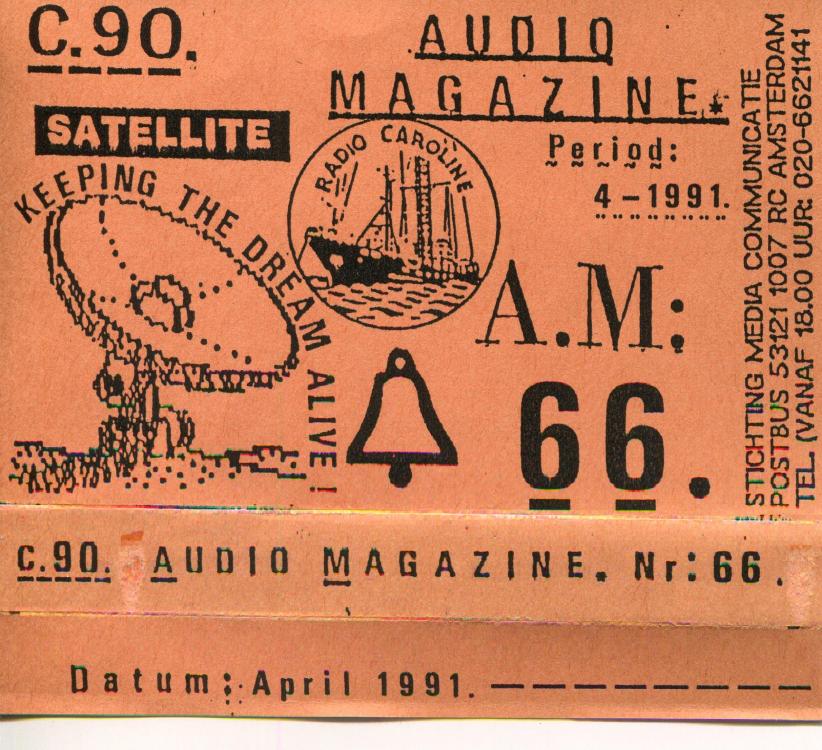 C.90.
AUDIO
MAGAZINE.
SATELLITE
RADIO CAROLINE
Period:
4-1991.
KEEPING THE DREAM ALIVE!
A.M:
66.
STICHTING MEDIA COMMUNICATIE
POSTBUS 53121 1007 RC AMSTERDAM
TEL. (VANAF 18.00 UUR: 020-6621141
C.90. AUDIO MAGAZINE. Nr: 66.
Datum: April 1991.